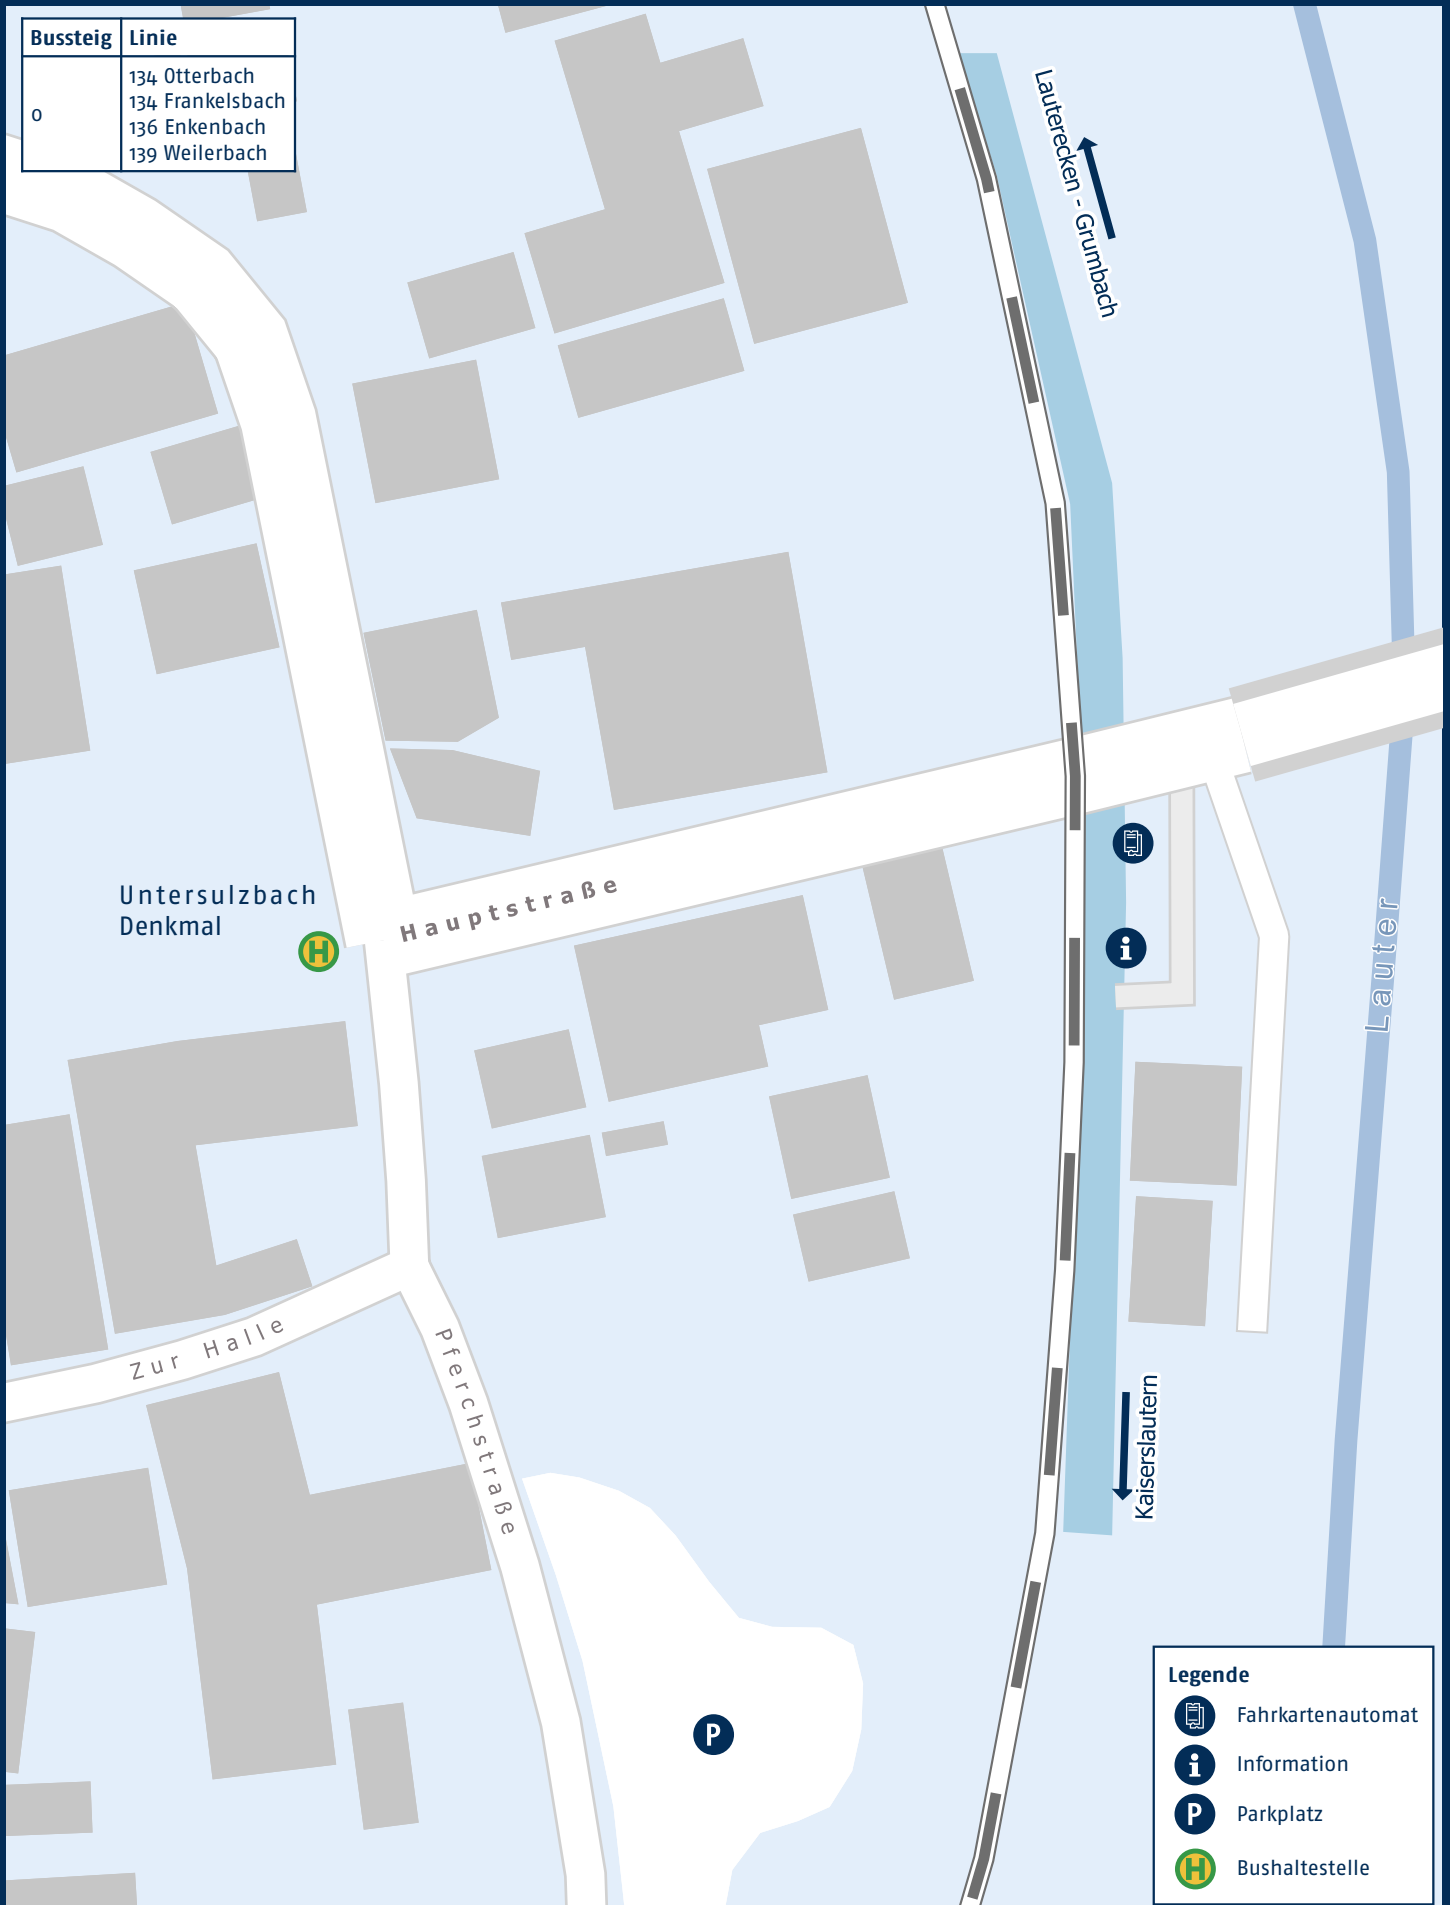 Bussteig Linie
0
134 Otterbach
134 Frankelsbach
136 Enkenbach
139 Weilerbach
Lauterecken - Grumbach
Untersulzbach
Denkmal
H
Hauptstraße
i
Lauter
Zur Halle
Pferchstraße
Kaiserslautern
P
Legende
Fahrkartenautomat
i Information
P Parkplatz
H Bushaltestelle